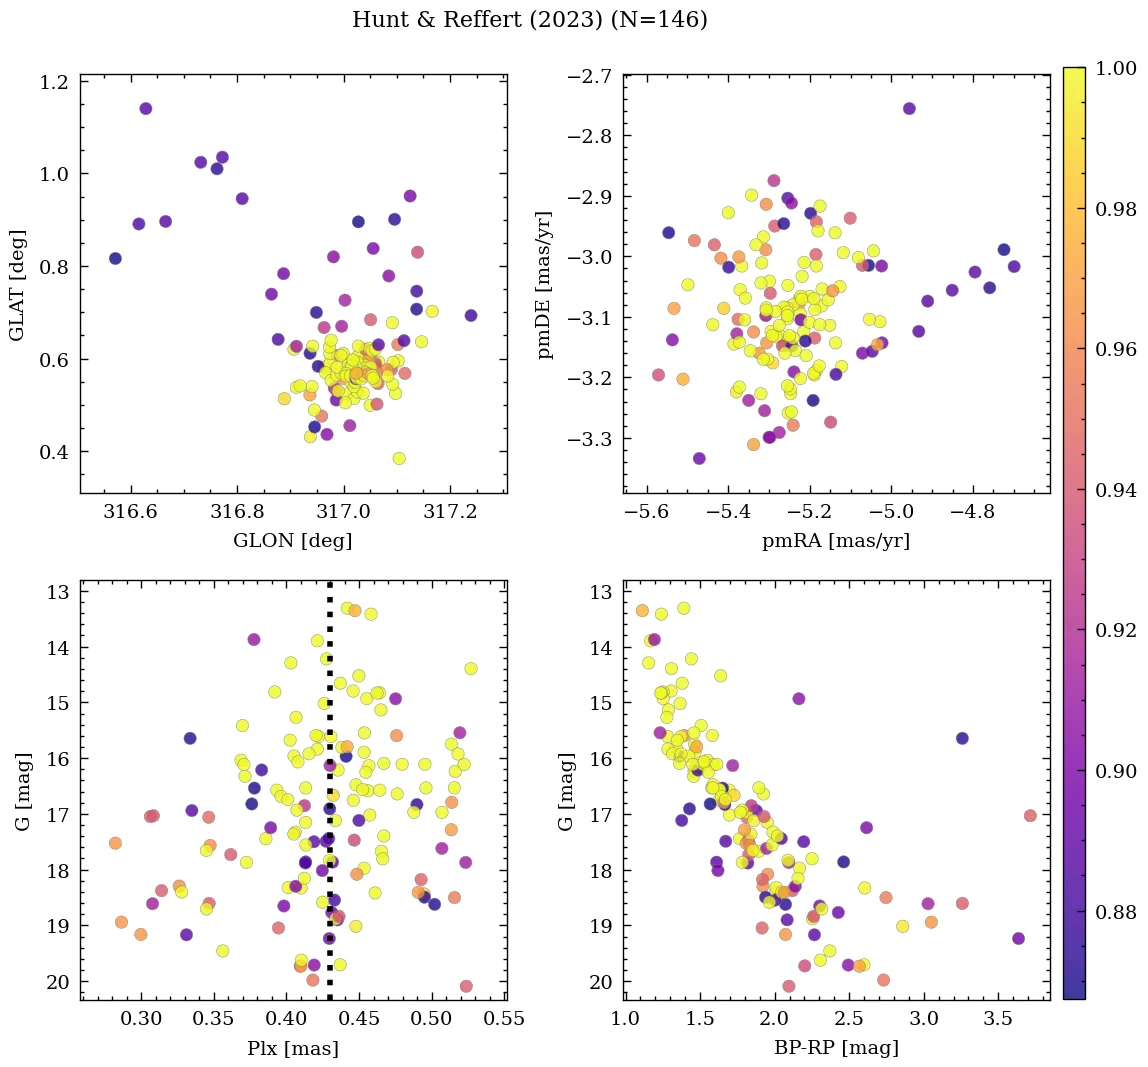 Hunt & Reffert (2023) (N=146)
1.2
1.0
0.8
0.6
0.4
GLAT [deg]
316.6 316.8 317.0 317.2
GLON [deg]
−2.7
−2.8
−2.9
−3.0
−3.1
−3.2
−3.3
pmDE [mas/yr]
−5.6 −5.4 −5.2 −5.0 −4.8
pmRA [mas/yr]
13
14
15
16
17
18
19
20
G [mag]
0.30 0.35 0.40 0.45 0.50 0.55
Plx [mas]
13
14
15
16
17
18
19
20
G [mag]
1.0 1.5 2.0 2.5 3.0 3.5
BP-RP [mag]
1.00
0.98
0.96
0.94
0.92
0.90
0.88